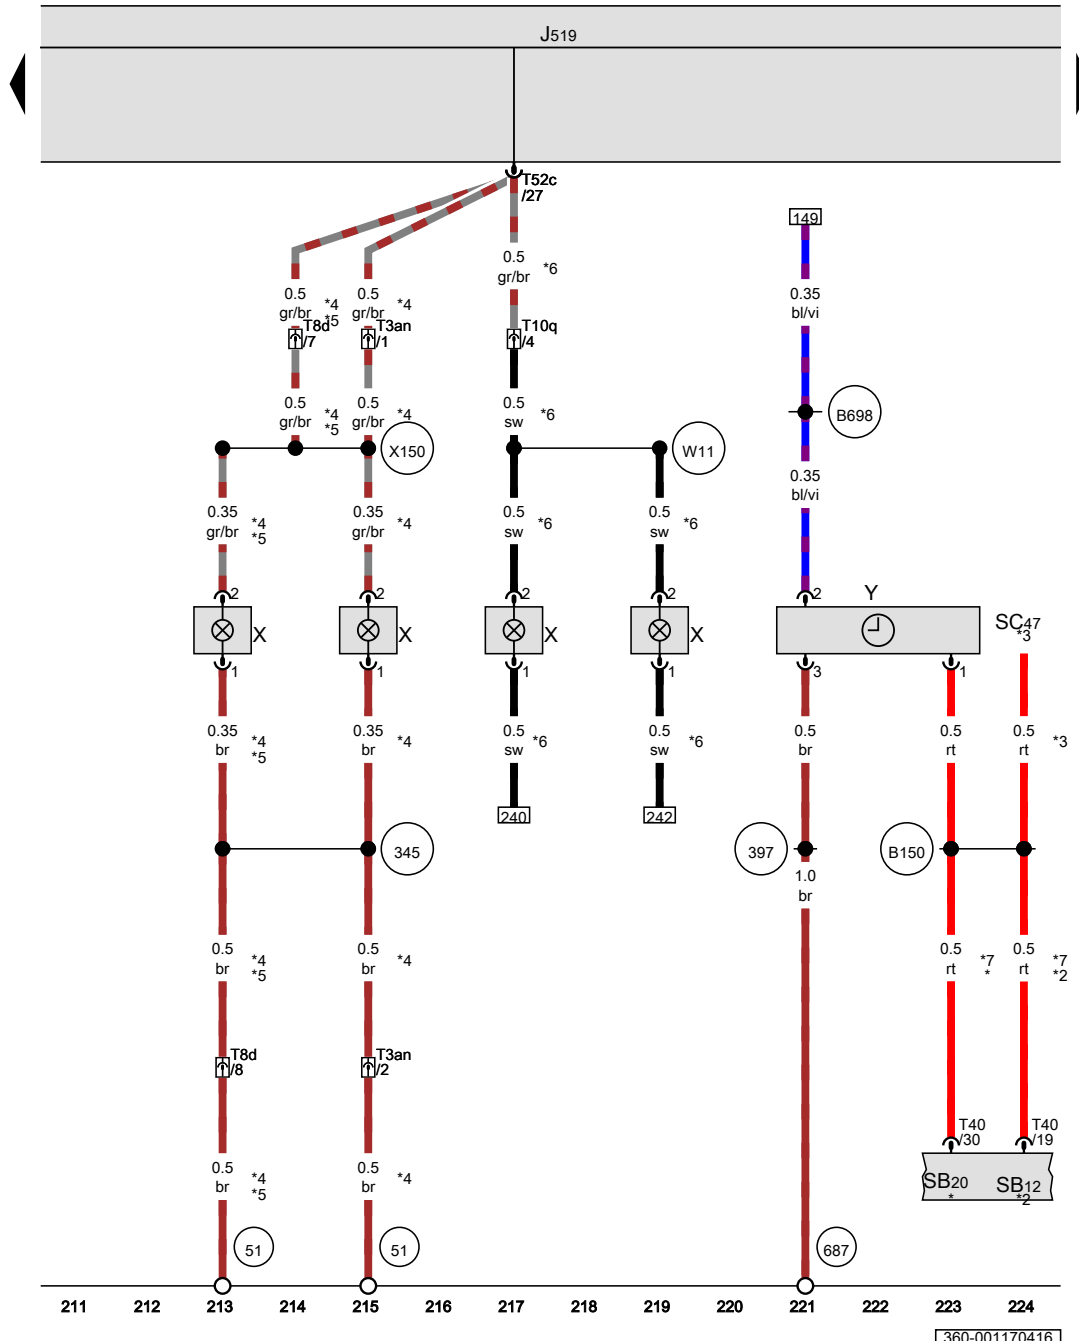 J519
T52c
/27
149
0.5
gr/br *6
0.5
gr/br *4
*5
0.5
gr/br *4
0.35
bl/vi
T8d
/7
T3an
/1
T10q
/4
0.5
gr/br *4
*5
0.5
gr/br *4
0.5
sw *6
B698
X150
W11
0.35
bl/vi
0.35
gr/br *4
*5
0.35
gr/br *4
0.5
sw *6
0.5
sw *6
2
2
2
2
2
Y
X
X
X
X
SC47
*3
1
1
1
1
3
1
0.35
br *4
*5
0.35
br *4
0.5
sw *6
0.5
sw *6
0.5
br
0.5
rt
0.5
rt *3
240
242
345
397
B150
1.0
br
0.5
br *4
*5
0.5
br *4
0.5
rt *7
*
0.5
rt *7
*2
T8d
/8
T3an
/2
T40
/30
T40
/19
0.5
br *4
*5
0.5
br *4
SB20
*
SB12
*2
51
51
687
211 212 213 214 215 216 217 218 219 220 221 222 223 224
360-001170416